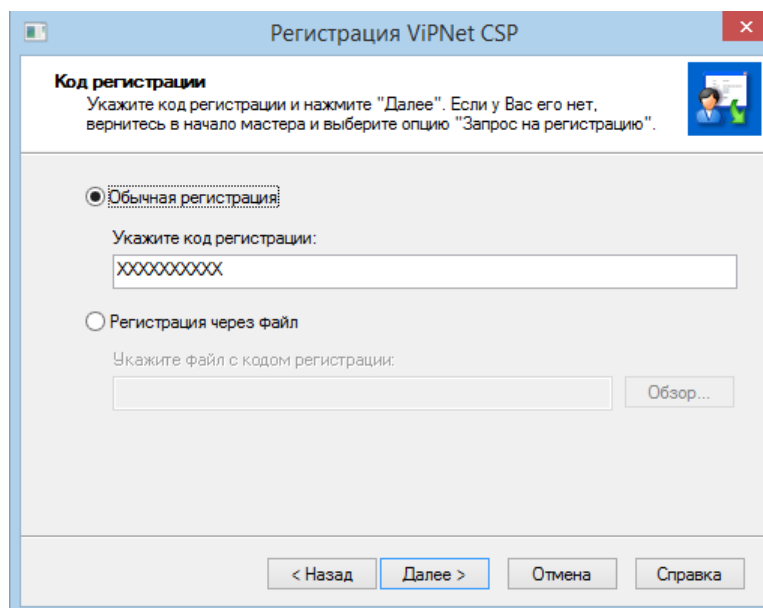 Регистрация ViPNet CSP
Код регистрации
Укажите код регистрации и нажмите "Далее". Если у Вас его нет,
вернитесь в начало мастера и выберите опцию "Запрос на регистрацию".
Обычная регистрация
Укажите код регистрации:
XXXXXXXXXX
Регистрация через файл
Укажите файл с кодом регистрации:
Обзор...
< Назад Далее > Отмена Справка